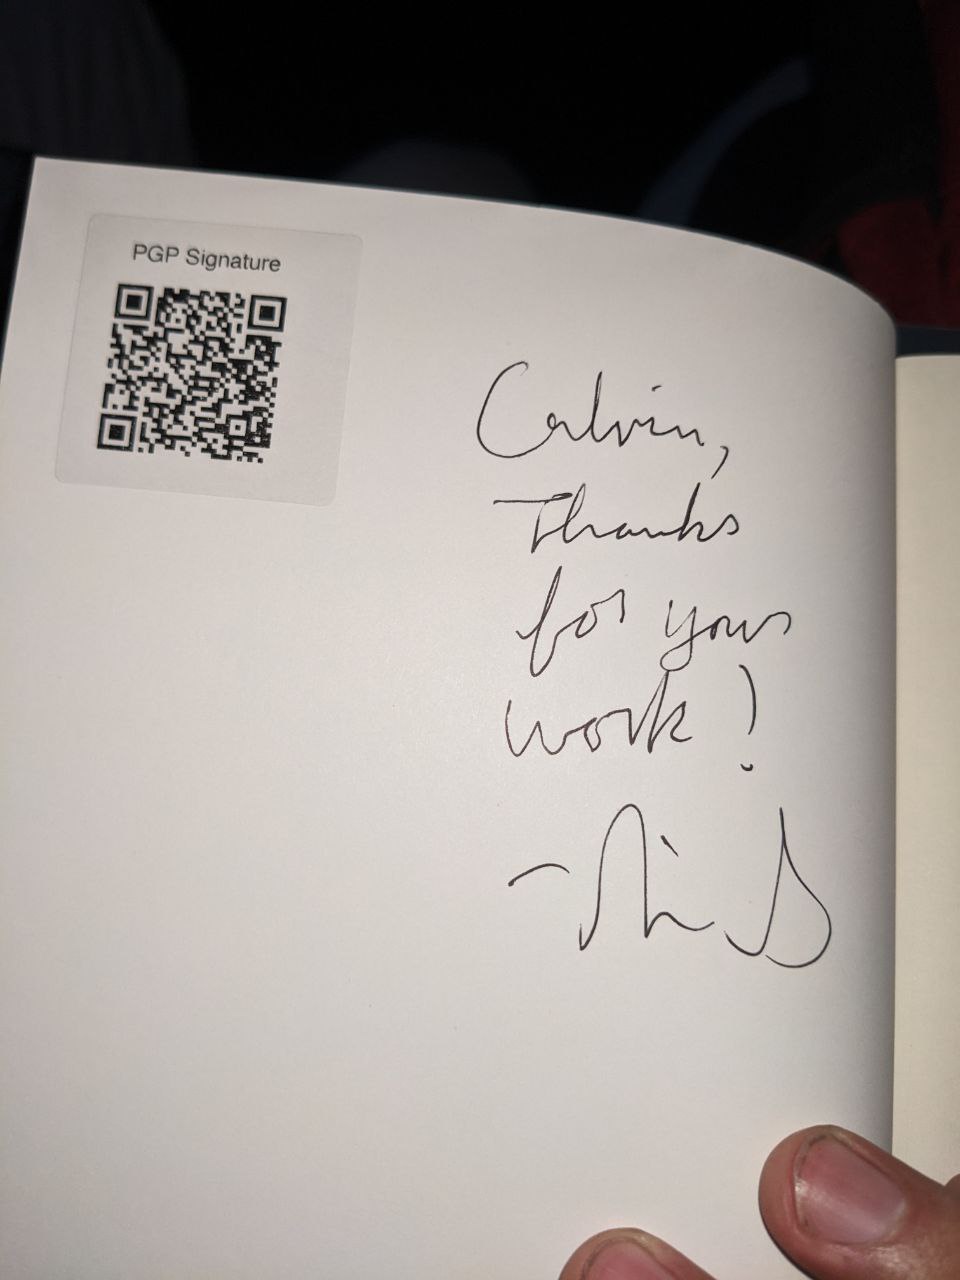 PGP Signature
Calvin,
Thanks
for your
work!